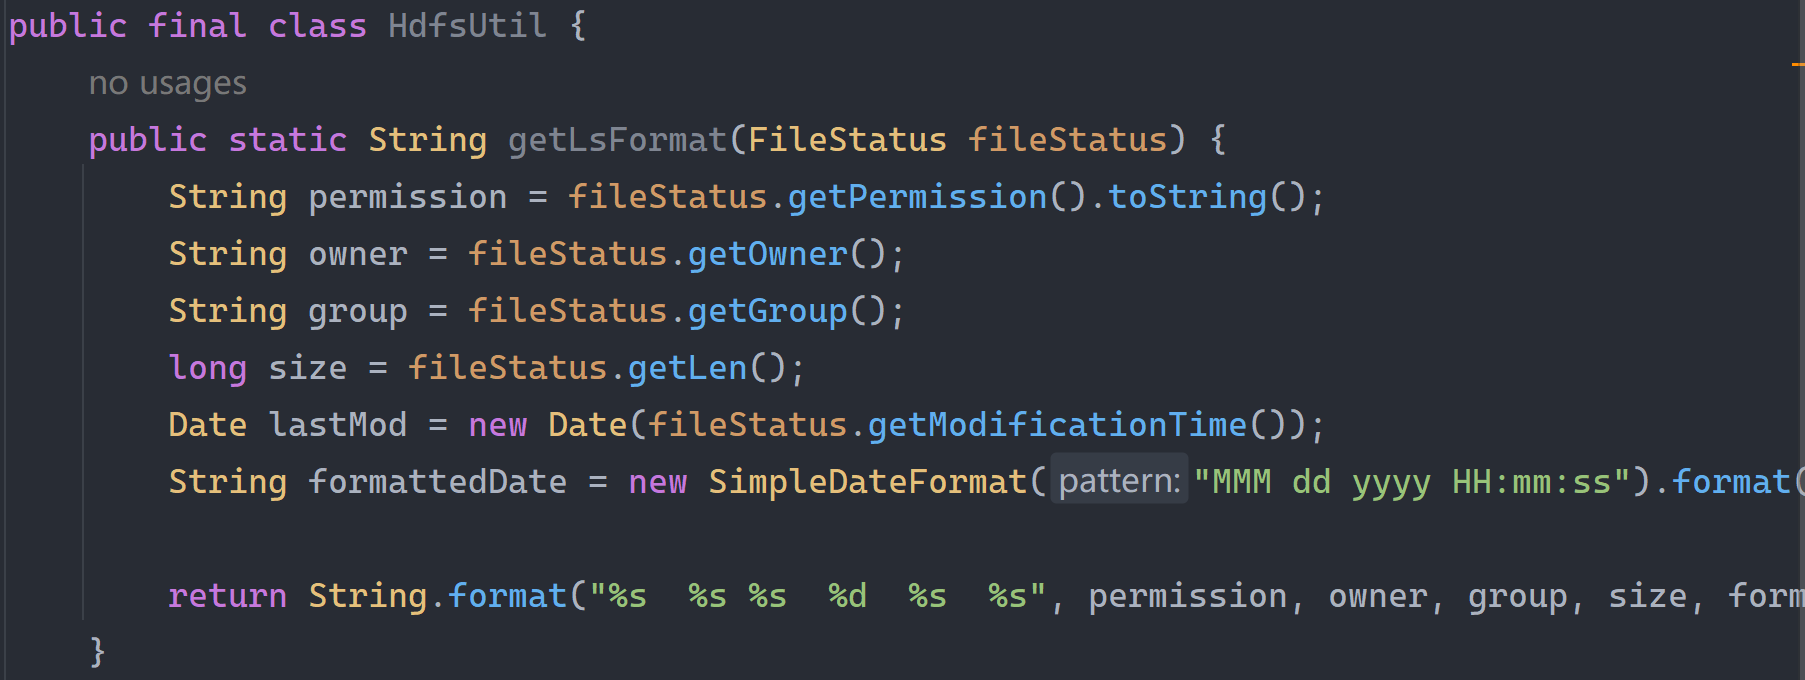 public final class HdfsUtil {
no usages
public static String getLsFormat(FileStatus fileStatus) {
String permission = fileStatus.getPermission().toString();
String owner = fileStatus.getOwner();
String group = fileStatus.getGroup();
long size = fileStatus.getLen();
Date lastMod = new Date(fileStatus.getModificationTime());
String formattedDate = new SimpleDateFormat( pattern: "MMM dd yyyy HH:mm:ss").format(
return String.format("%s  %s %s  %d  %s  %s", permission, owner, group, size, form
}